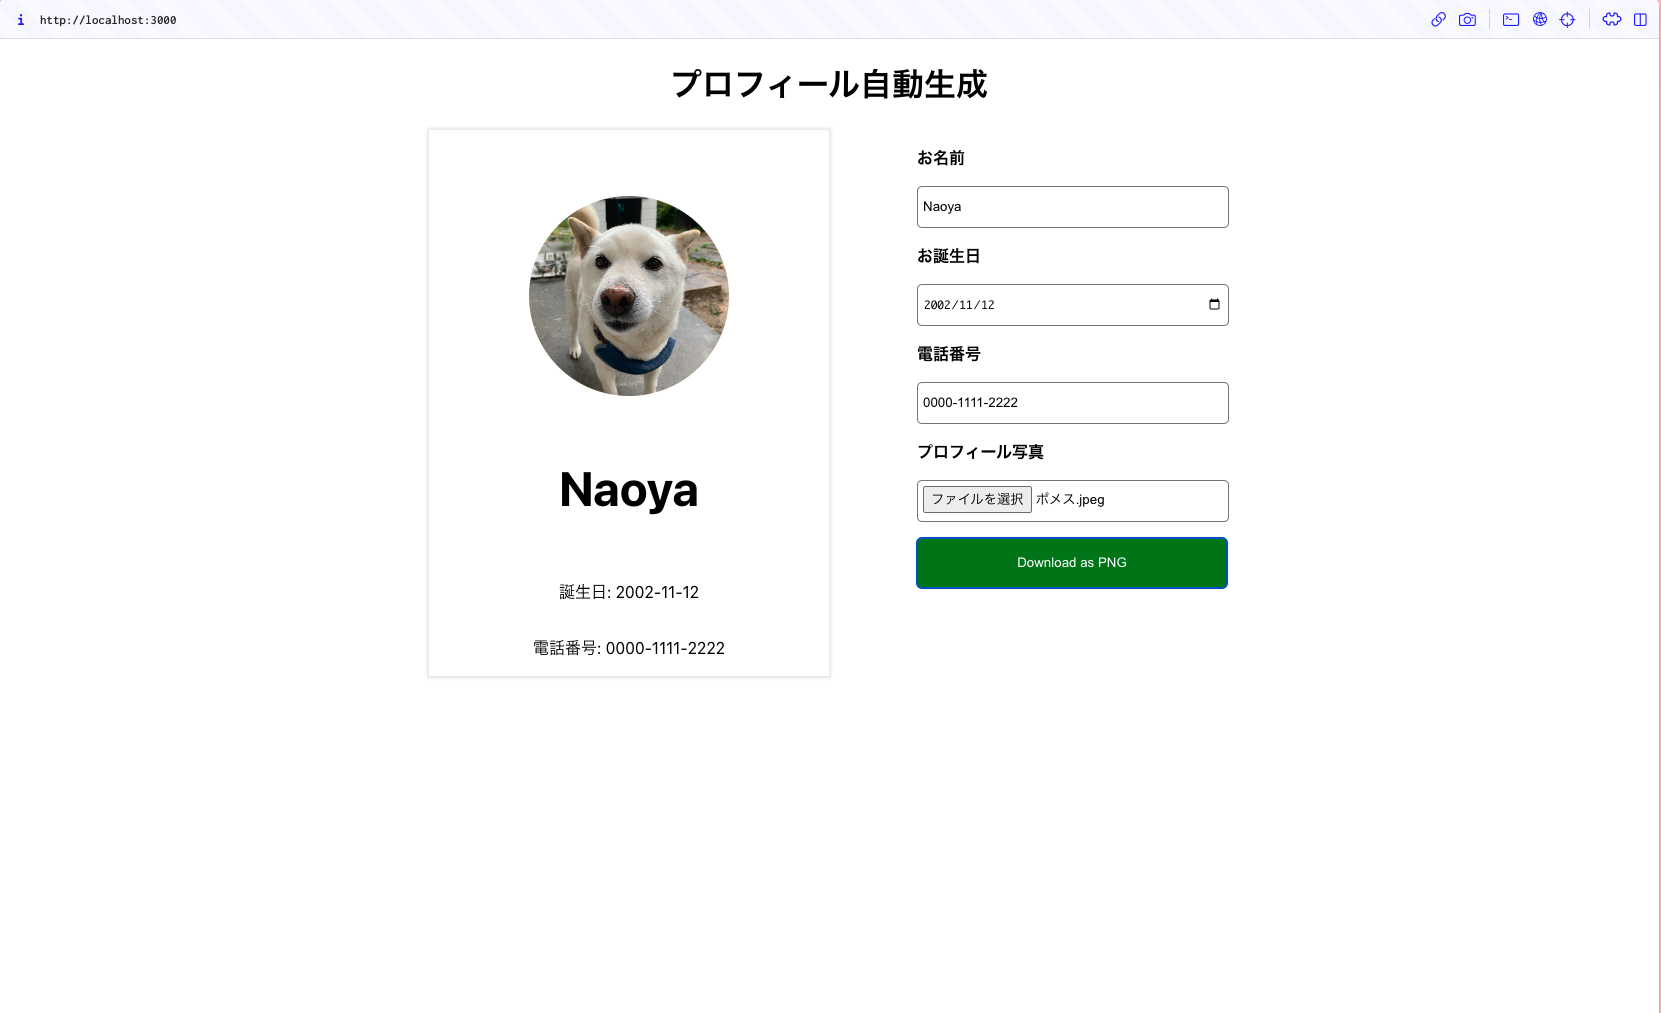 i http://localhost:3000
プロフィール自動生成
Naoya
誕生日: 2002-11-12
電話番号: 0000-1111-2222
お名前
Naoya
お誕生日
2002/11/12
電話番号
0000-1111-2222
プロフィール写真
ファイルを選択 ポメス.jpeg
Download as PNG